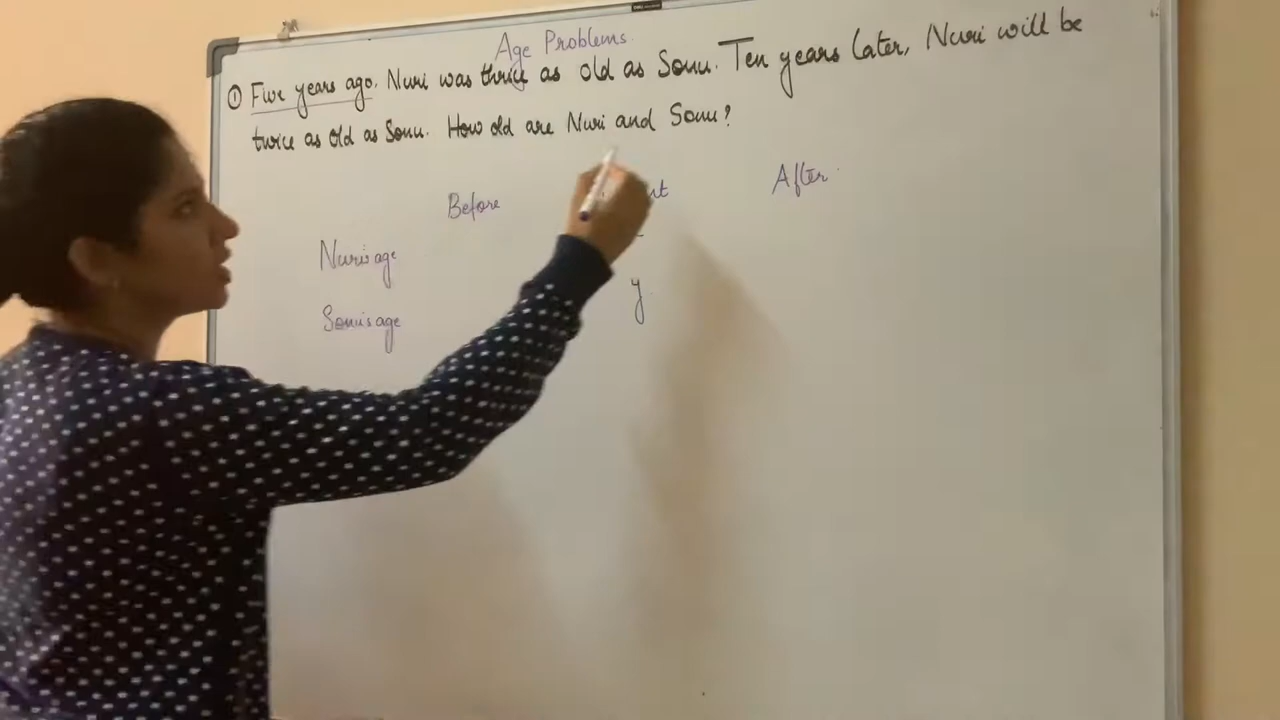 Age Problems.
① Five years ago, Nuri was thrice as old as Sonu. Ten years later, Nuri will be
twice as old as Sonu. How old are Nuri and Sonu?
Before After
Nuri's age
Sonu's age y